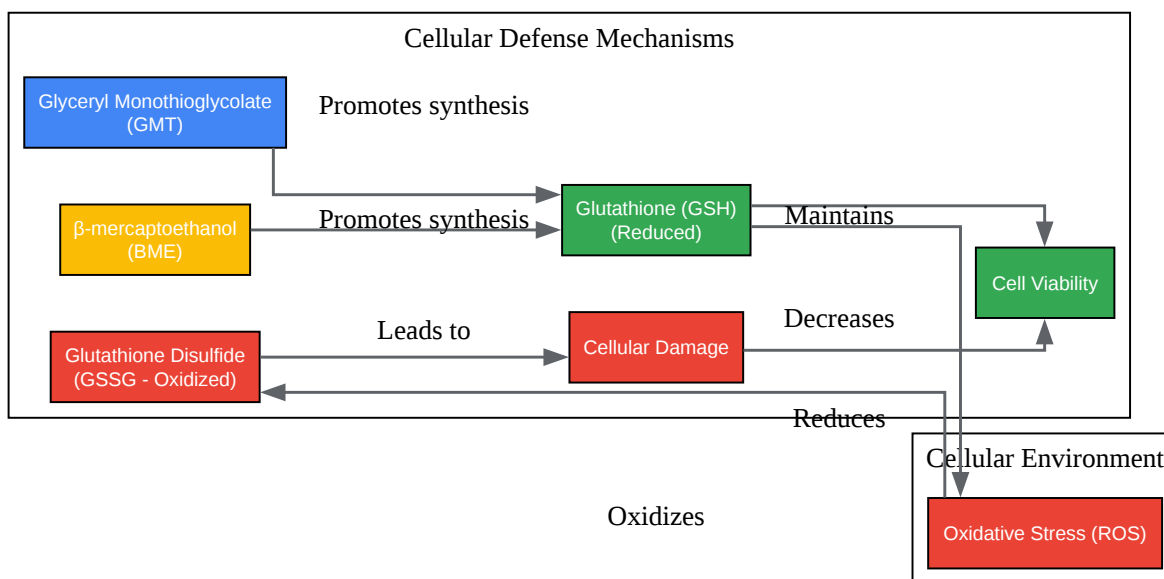 Cellular Defense Mechanisms
Glyceryl Monothioglycolate
(GMT)
Promotes synthesis
β-mercaptoethanol
(BME)
Promotes synthesis
Glutathione (GSH)
(Reduced)
Maintains
Cell Viability
Glutathione Disulfide
(GSSG - Oxidized)
Leads to
Cellular Damage
Decreases
Reduces
Cellular Environment
Oxidizes
Oxidative Stress (ROS)